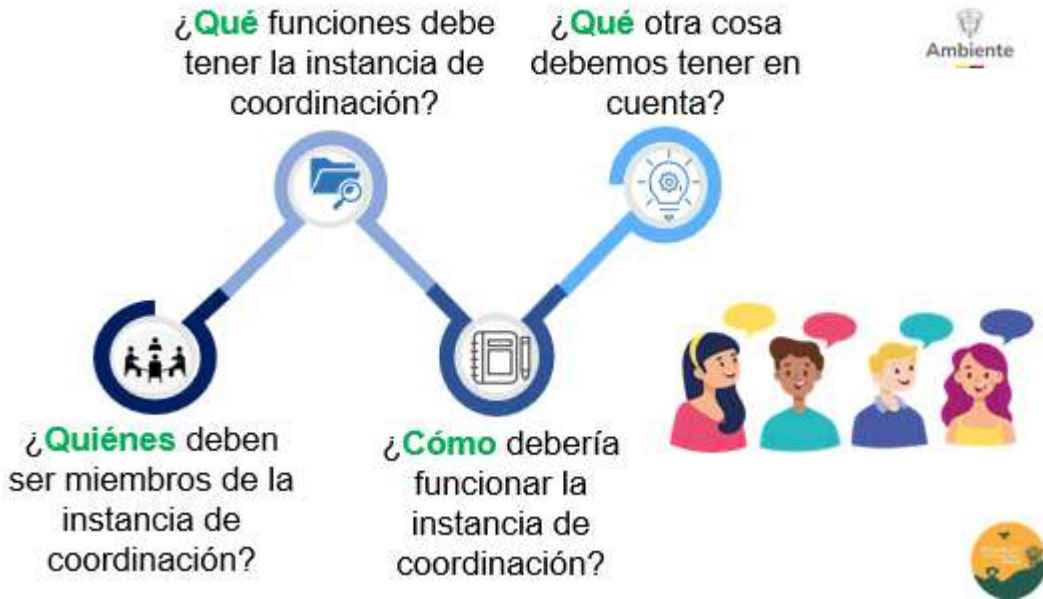 ¿Qué funciones debe
tener la instancia de
coordinación?
¿Qué otra cosa
debemos tener en
cuenta?
Ambiente
¿Quiénes deben
ser miembros de la
instancia de
coordinación?
¿Cómo debería
funcionar la
instancia de
coordinación?